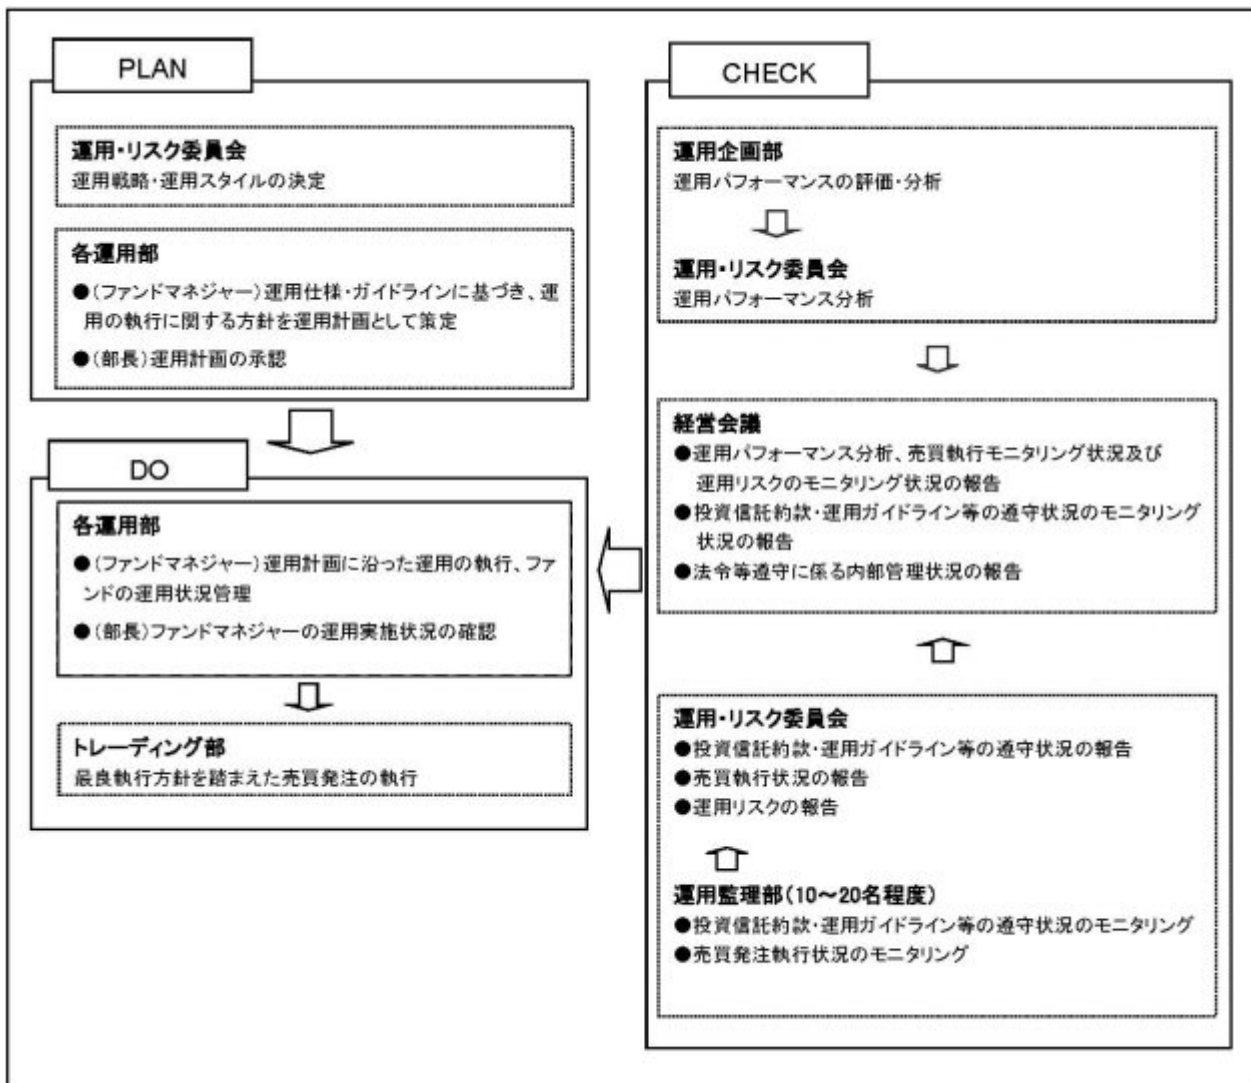 PLAN
運用・リスク委員会
運用戦略・運用スタイルの決定
各運用部
●(ファンドマネジャー)運用仕様・ガイドラインに基づき、運
用の執行に関する方針を運用計画として策定
●(部長)運用計画の承認
DO
各運用部
●(ファンドマネジャー)運用計画に沿った運用の執行、ファ
ンドの運用状況管理
●(部長)ファンドマネジャーの運用実施状況の確認
トレーディング部
最良執行方針を踏まえた売買発注の執行
CHECK
運用企画部
運用パフォーマンスの評価・分析
運用・リスク委員会
運用パフォーマンス分析
経営会議
●運用パフォーマンス分析、売買執行モニタリング状況及び
運用リスクのモニタリング状況の報告
●投資信託約款・運用ガイドライン等の遵守状況のモニタリング
状況の報告
●法令等遵守に係る内部管理状況の報告
運用・リスク委員会
●投資信託約款・運用ガイドライン等の遵守状況の報告
●売買執行状況の報告
●運用リスクの報告
運用監理部(10～20名程度)
●投資信託約款・運用ガイドライン等の遵守状況のモニタリング
●売買発注執行状況のモニタリング